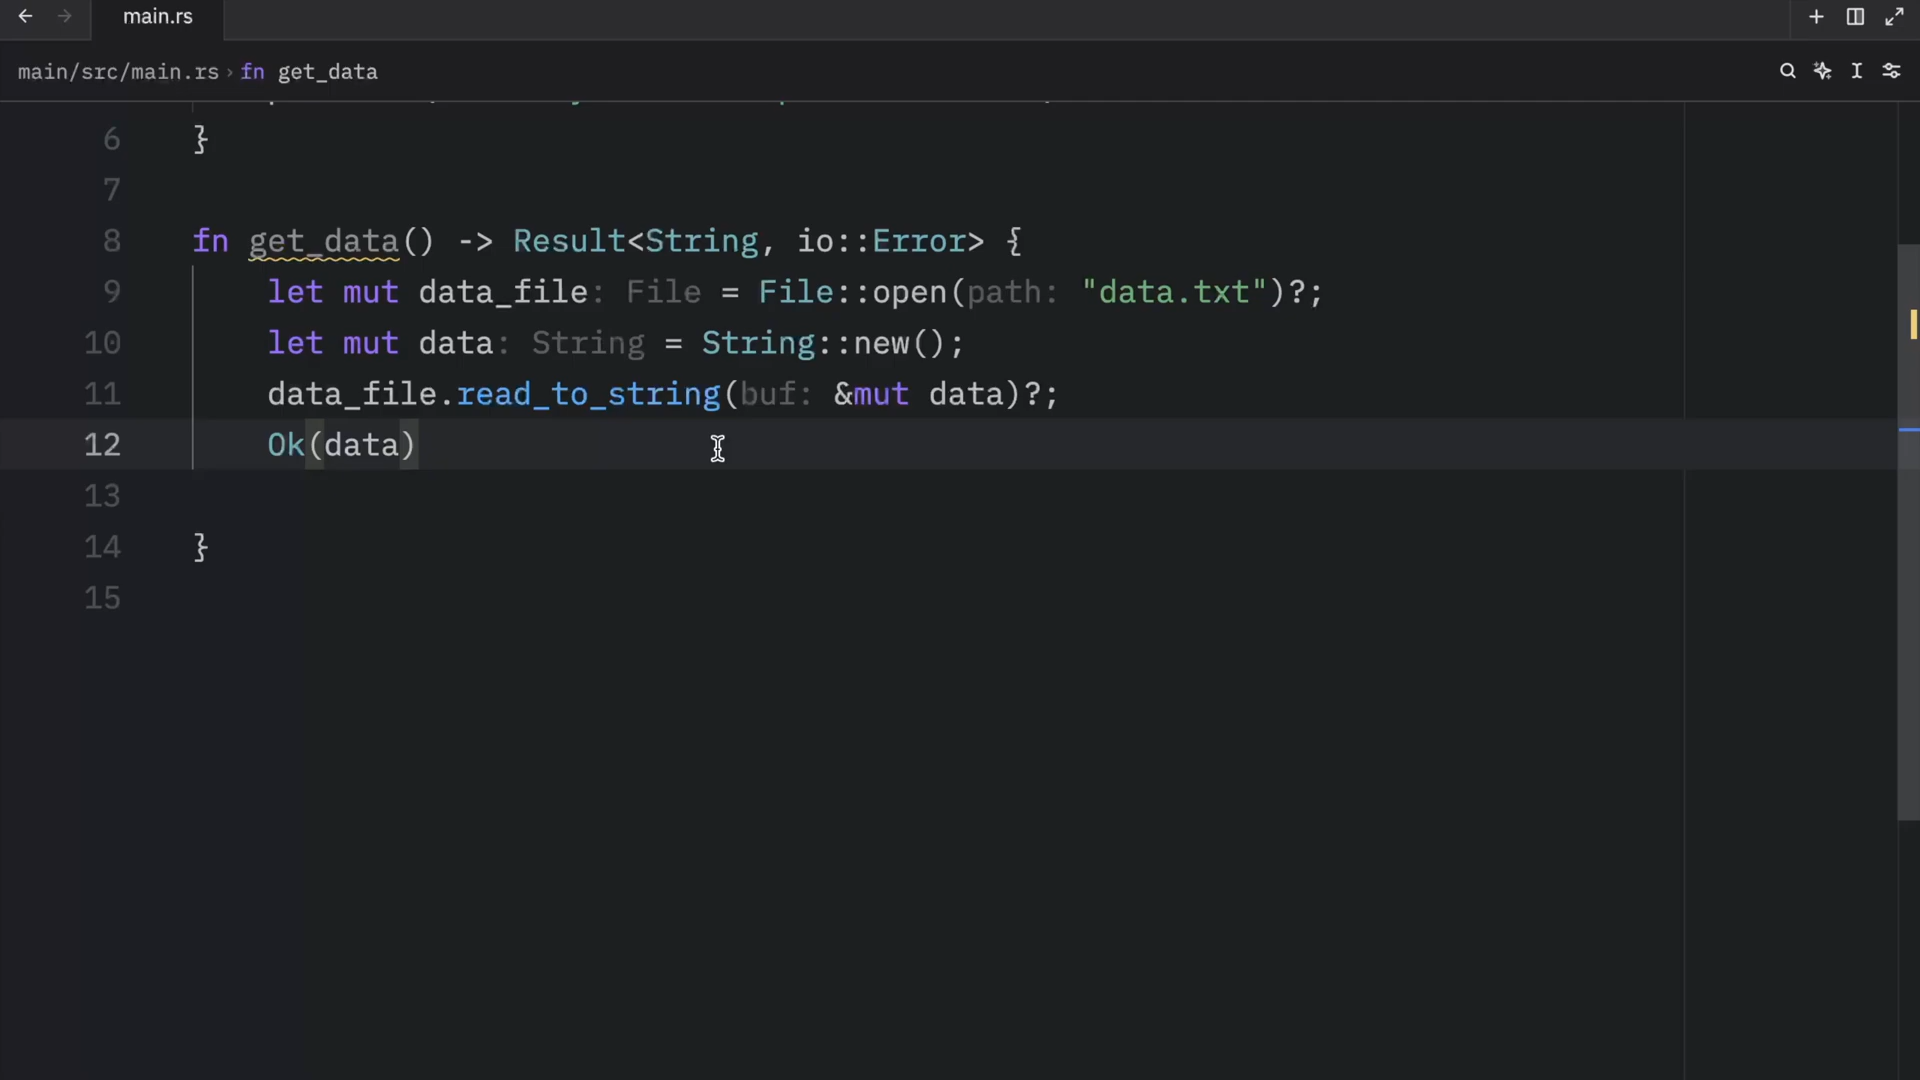 main.rs
main/src/main.rs › fn get_data
6 }
7
8 fn get_data() -> Result<String, io::Error> {
9 let mut data_file: File = File::open(path: "data.txt")?;
10 let mut data: String = String::new();
11 data_file.read_to_string(buf: &mut data)?;
12 Ok(data)
13
14 }
15